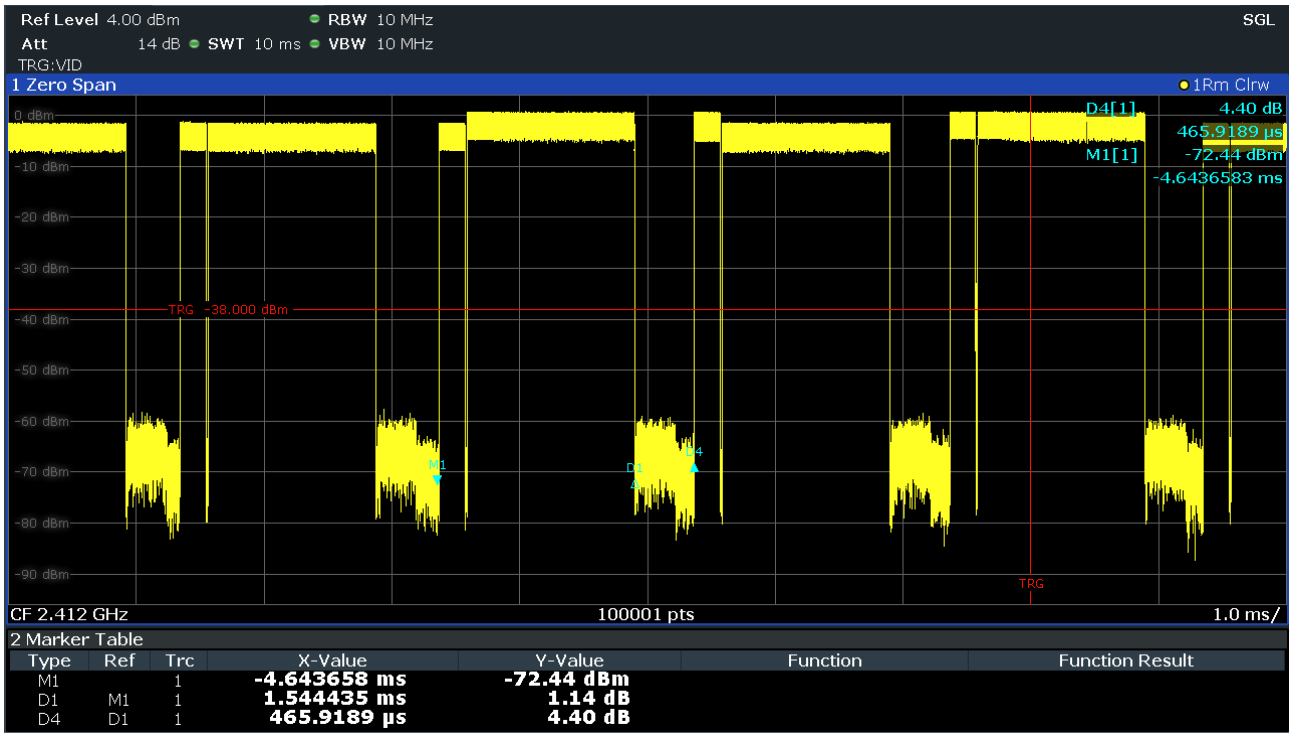 Ref Level 4.00 dBm RBW 10 MHz SGL
Att 14 dB SWT 10 ms VBW 10 MHz
TRG:VID
1 Zero Span 1Rm Clrw
0 dBm D4[1] 4.40 dB
465.9189 µs
M1[1] -72.44 dBm
-10 dBm
-4.6436583 ms
-20 dBm
-30 dBm
TRG -38.000 dBm
-40 dBm
-50 dBm
-60 dBm
M1 D1 D4
-70 dBm
-80 dBm
-90 dBm TRG
CF 2.412 GHz 100001 pts 1.0 ms/
2 Marker Table
Type Ref Trc X-Value Y-Value Function Function Result
M1 1 -4.643658 ms -72.44 dBm
D1 M1 1 1.544435 ms 1.14 dB
D4 D1 1 465.9189 µs 4.40 dB